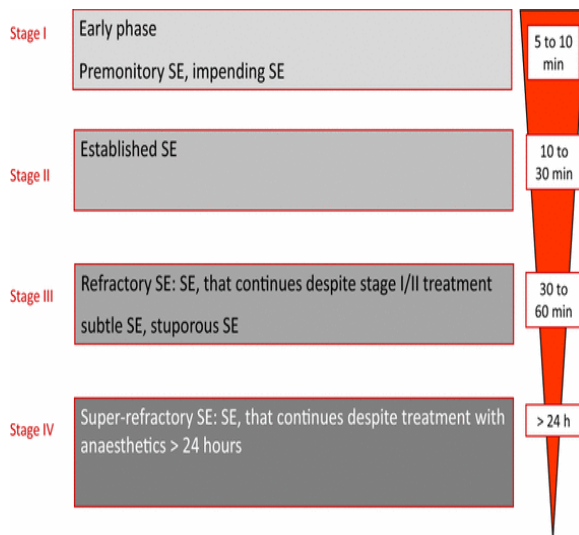 Stage I
Early phase
Premonitory SE, impending SE
5 to 10
min
Stage II
Established SE
10 to
30 min
Stage III
Refractory SE: SE, that continues despite stage I/II treatment
subtle SE, stuporous SE
30 to
60 min
Stage IV
Super-refractory SE: SE, that continues despite treatment with
anaesthetics > 24 hours
> 24 h